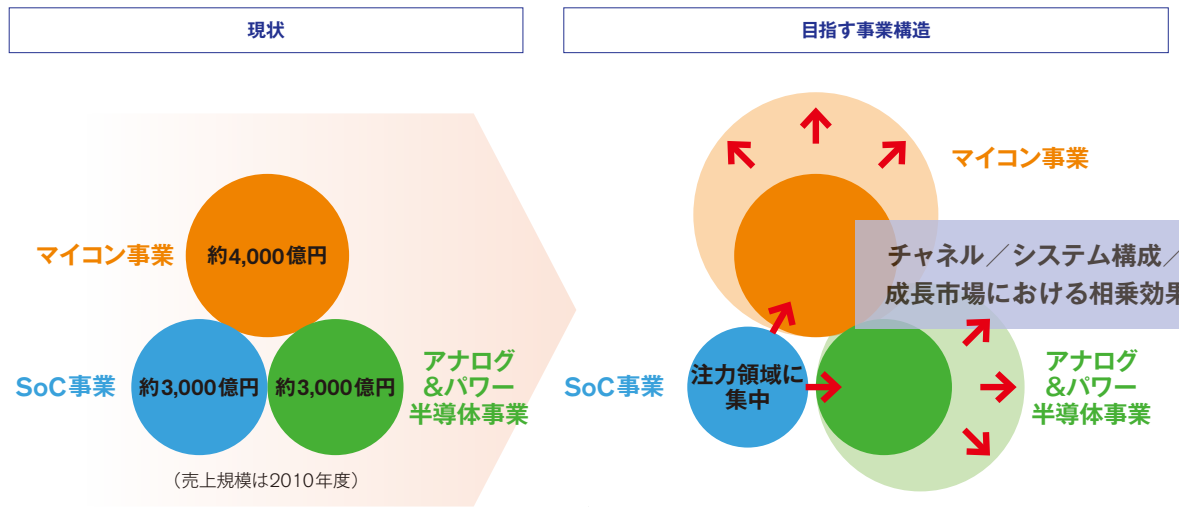 現状
目指す事業構造
マイコン事業
約4,000億円
SoC事業
約3,000億円
約3,000億円
アナログ
&パワー
半導体事業
(売上規模は2010年度)
マイコン事業
チャネル／システム構成／
成長市場における相乗効果
SoC事業
注力領域に
集中
アナログ
&パワー
半導体事業